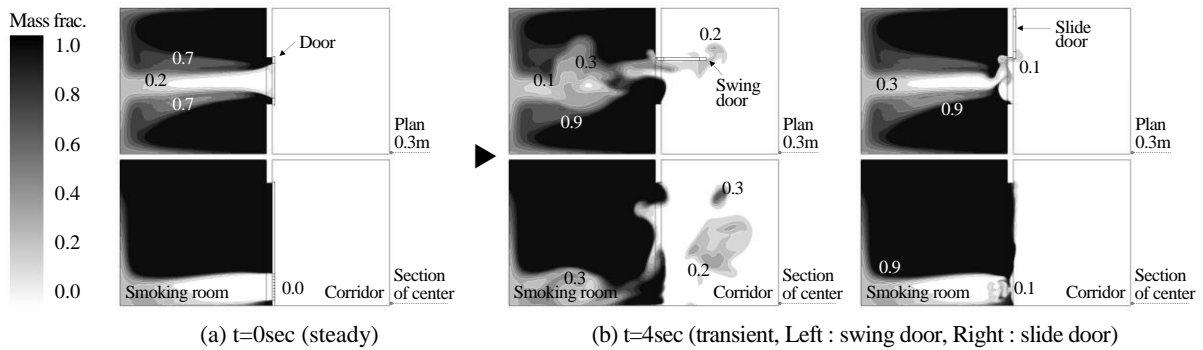 Mass frac.
1.0
0.8
0.6
0.4
0.2
0.0
0.7
0.2
0.7
Door
Plan
0.3m
0.0
Smoking room
Corridor
Section
of center
(a) t=0sec (steady)
0.2
0.3
0.1
Swing
door
0.9
Plan
0.3m
0.3
0.2
0.3
Smoking room
Corridor
Section
of center
Slide
door
0.1
0.3
0.9
Plan
0.3m
0.9
0.1
Smoking room
Corridor
Section
of center
(b) t=4sec (transient, Left : swing door, Right : slide door)